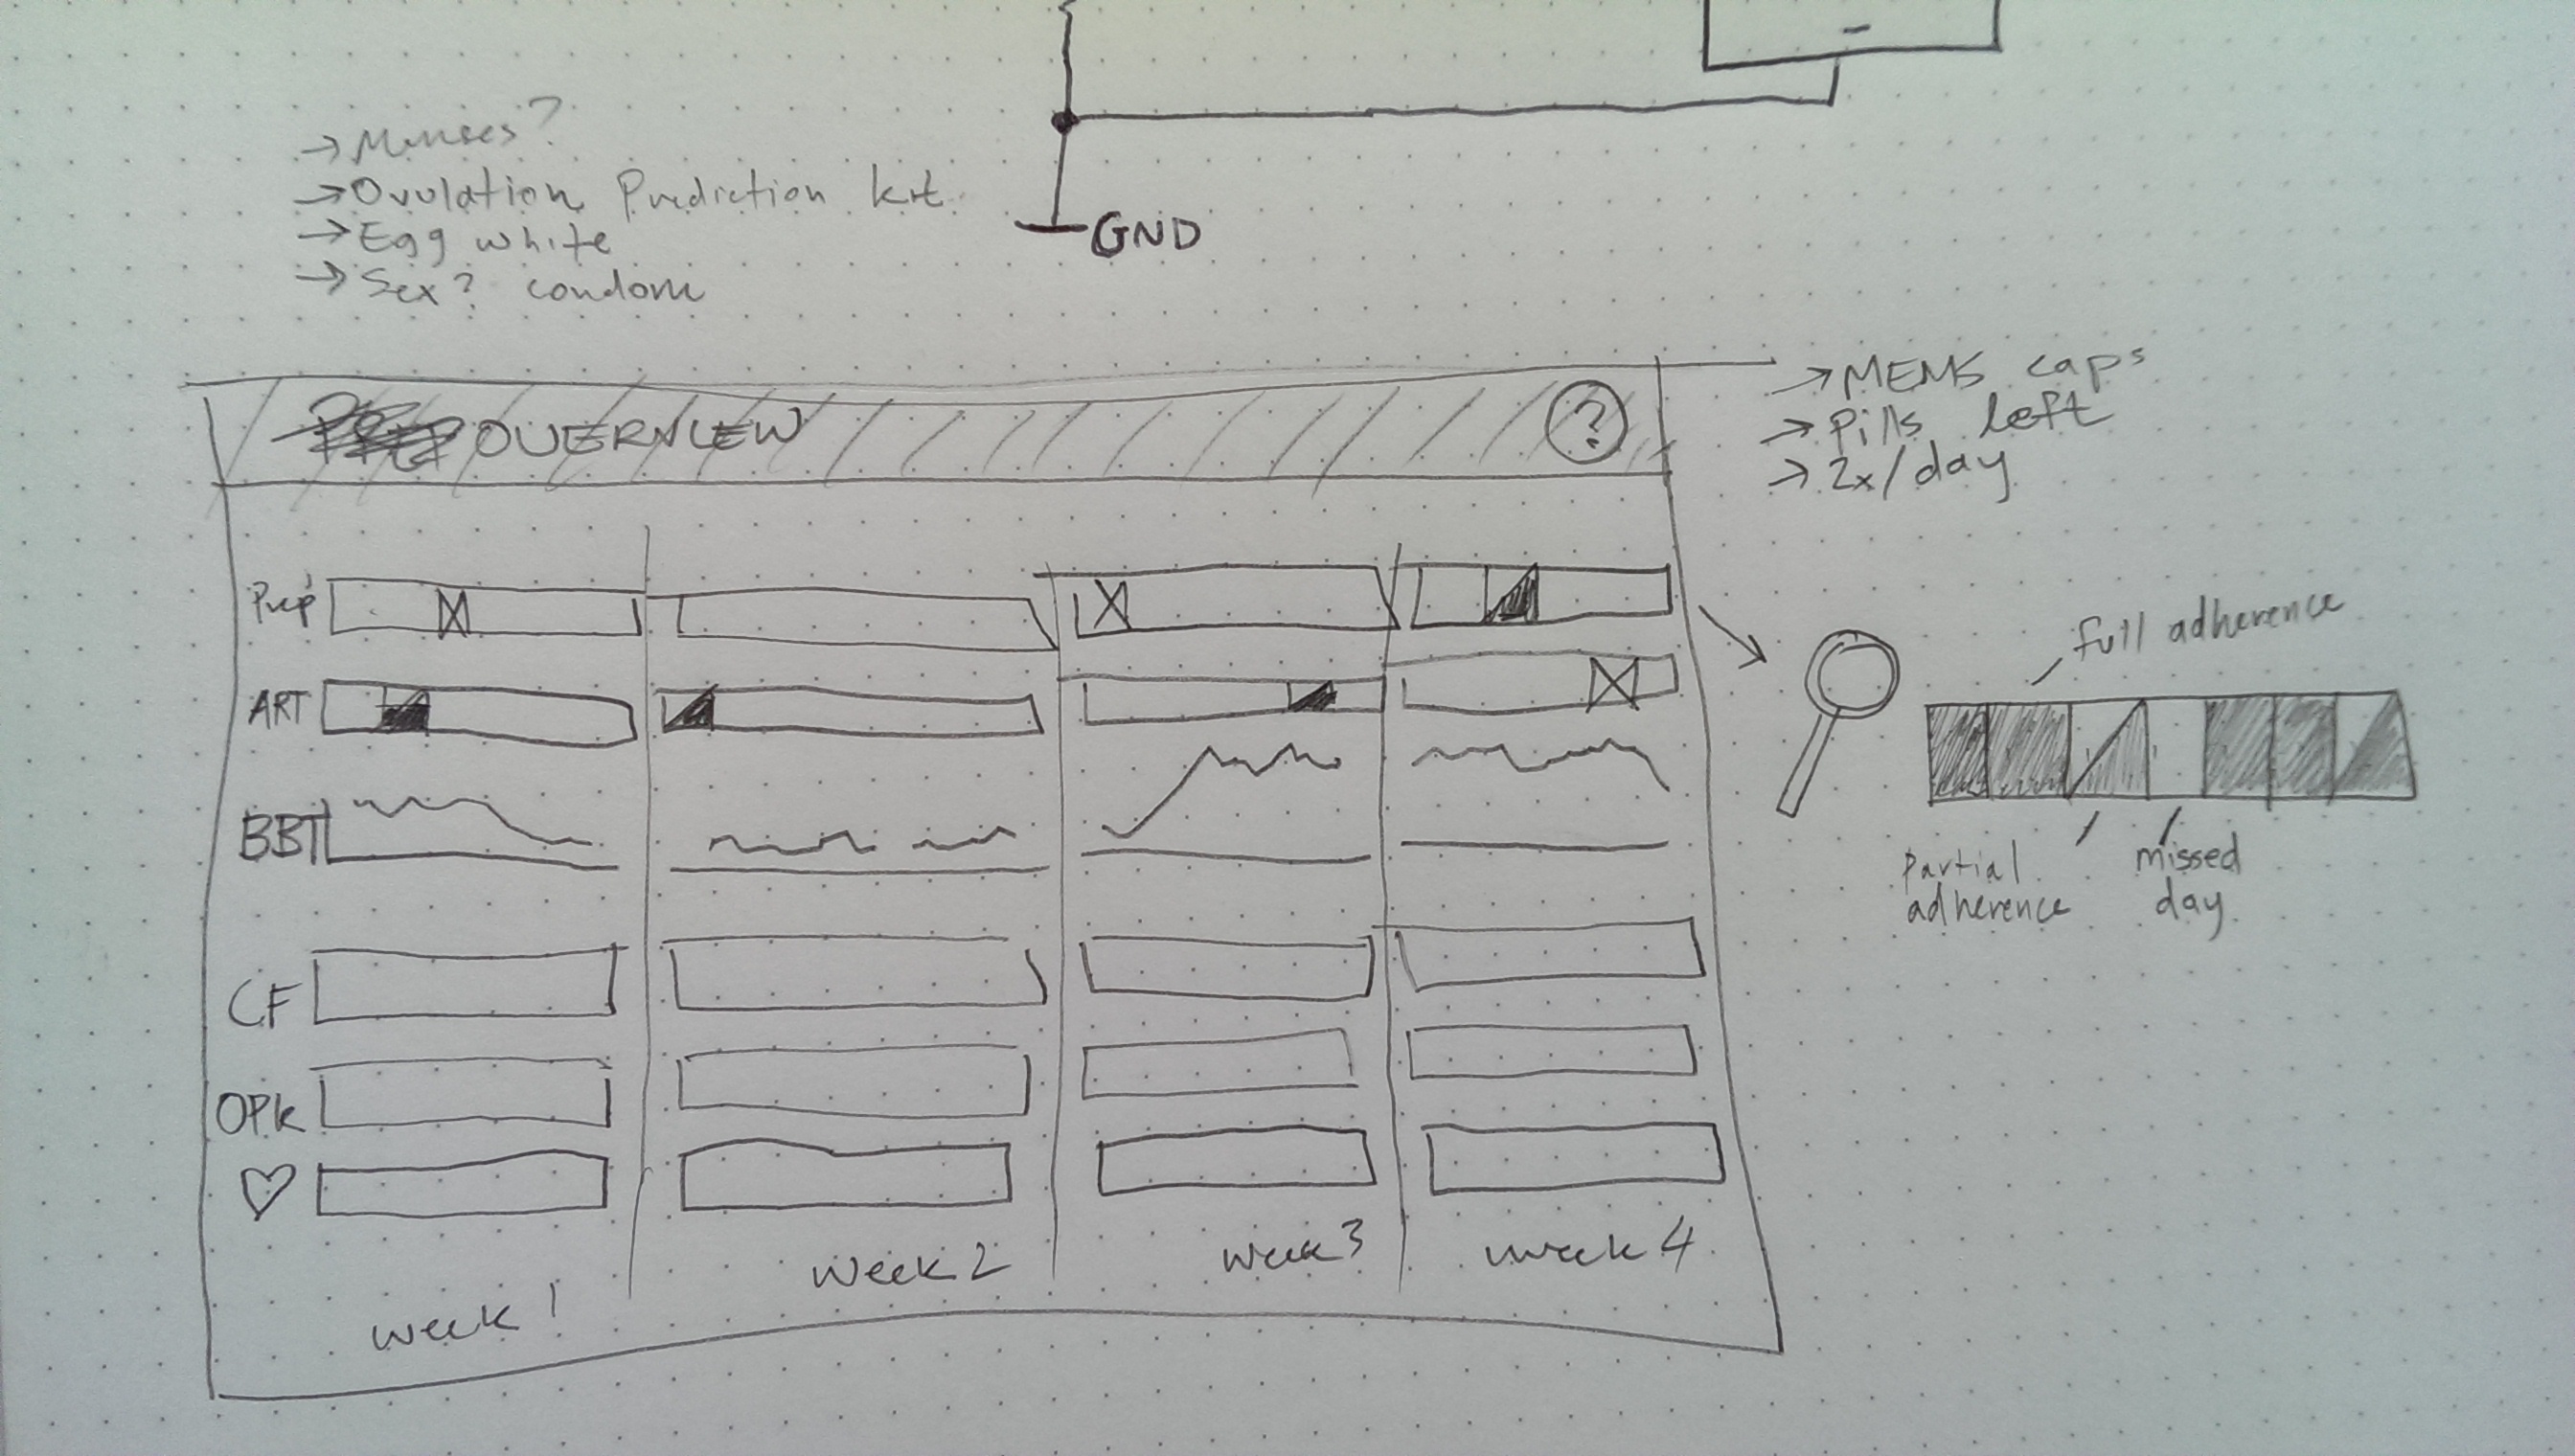 → Menses?
→ Ovulation Prediction kit
→ Egg white
→ Sex? condom
GND
OVERVIEW
?
→ MEMS caps
→ Pills left
→ 2x/day
Prep
ART
BBT
CF
OPK
♡
full adherence
Partial
adherence
missed
day
week 1
week 2
week 3
week 4